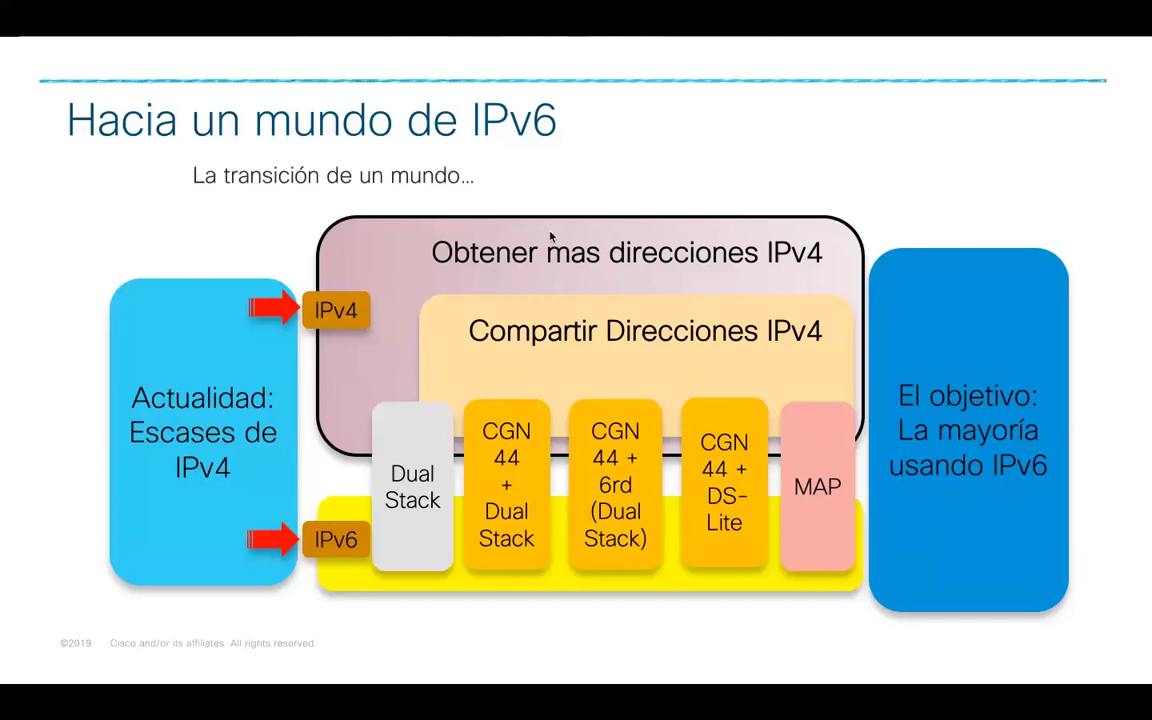 Hacia un mundo de IPv6
La transición de un mundo...
Obtener mas direcciones IPv4
Compartir Direcciones IPv4
IPv4
Actualidad:
Escases de
IPv4
IPv6
Dual
Stack
CGN
44
+
Dual
Stack
CGN
44 +
6rd
(Dual
Stack)
CGN
44 +
DS-
Lite
MAP
El objetivo:
La mayoría
usando IPv6
©2019 Cisco and/or its affiliates. All rights reserved.